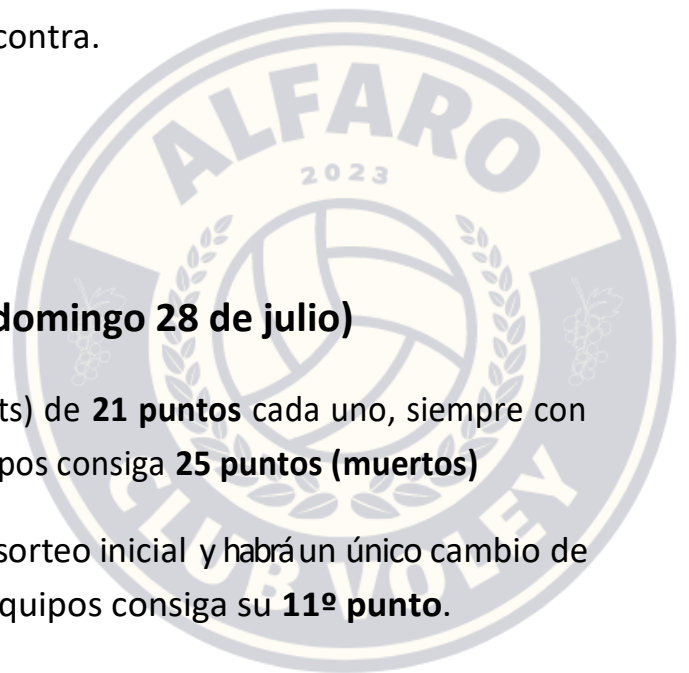 contra.
ALFARO
2023
domingo 28 de julio)
ts) de 21 puntos cada uno, siempre con
pos consiga 25 puntos (muertos)
sorteo inicial y habrá un único cambio de
quipos consiga su 11º punto.
CLUB VOLEY